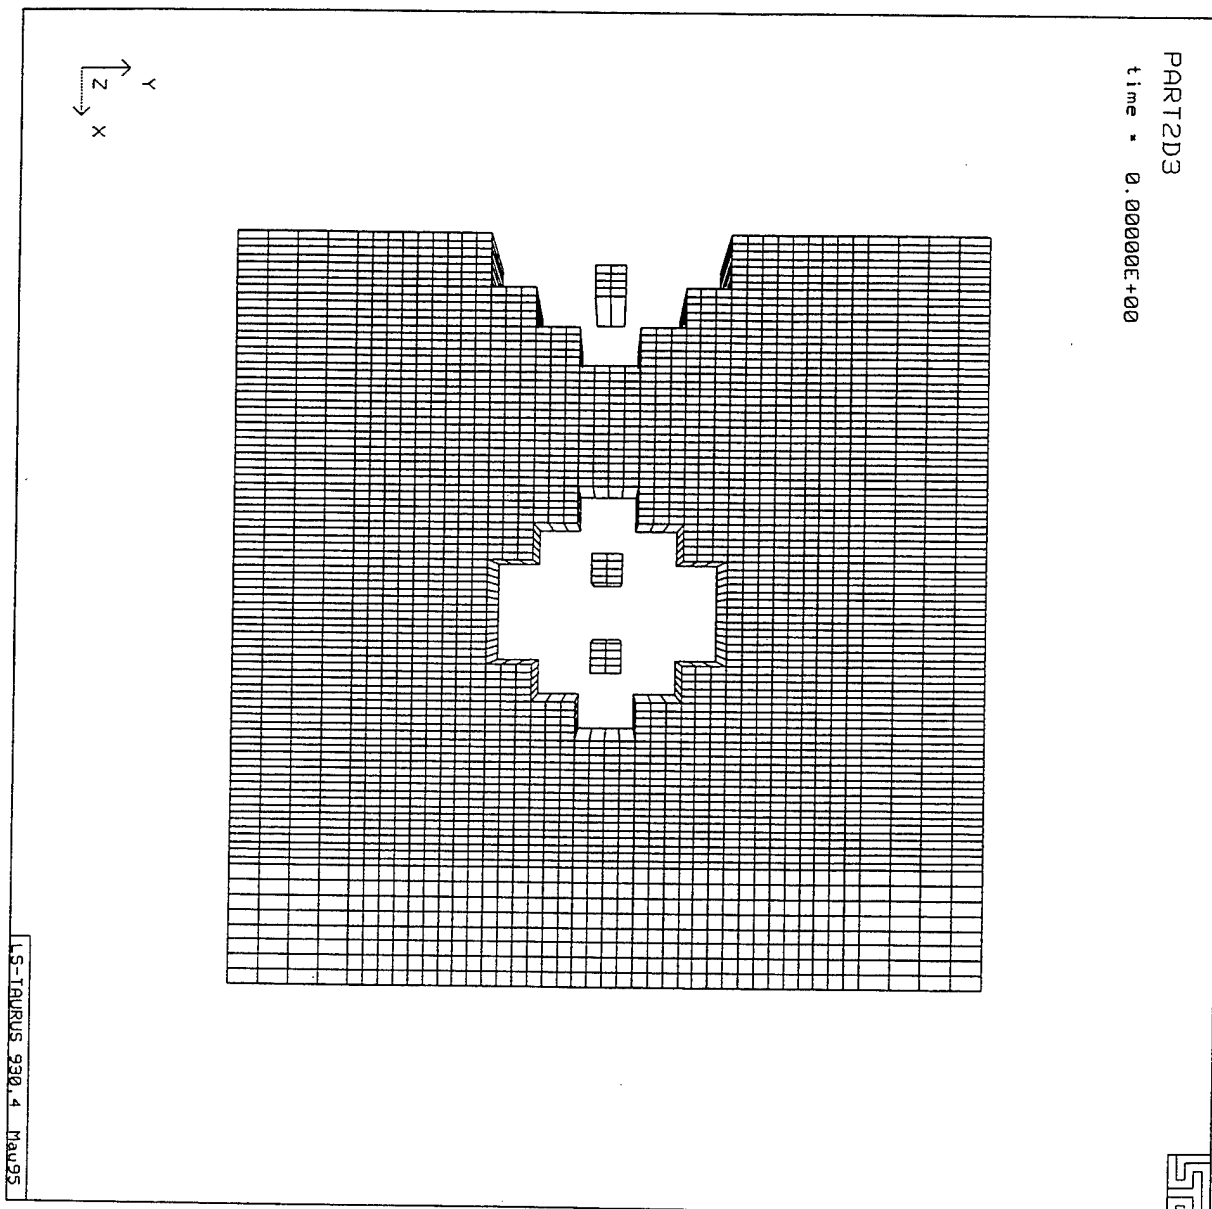 PART2D3
time = 0.00000E+00
Y
Z
X
LS-TAURUS 930.4 May95